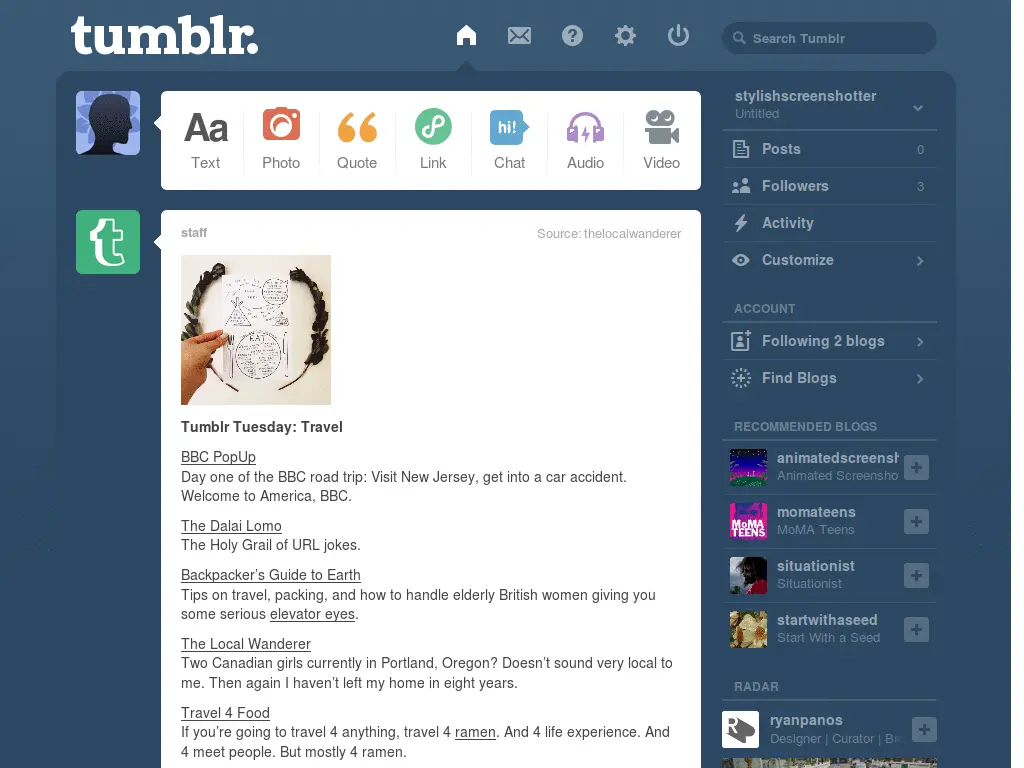 tumblr.
Search Tumblr
Aa
Text
Photo
Quote
Link
hi!
Chat
Audio
Video
staff
Source: thelocalwanderer
EAT
Tumblr Tuesday: Travel
BBC PopUp
Day one of the BBC road trip: Visit New Jersey, get into a car accident.
Welcome to America, BBC.
The Dalai Lomo
The Holy Grail of URL jokes.
Backpacker’s Guide to Earth
Tips on travel, packing, and how to handle elderly British women giving you
some serious elevator eyes.
The Local Wanderer
Two Canadian girls currently in Portland, Oregon? Doesn’t sound very local to
me. Then again I haven’t left my home in eight years.
Travel 4 Food
If you’re going to travel 4 anything, travel 4 ramen. And 4 life experience. And
4 meet people. But mostly 4 ramen.
stylishscreenshotter
Untitled
Posts 0
Followers 3
Activity
Customize
ACCOUNT
Following 2 blogs
Find Blogs
RECOMMENDED BLOGS
animatedscreensh
Animated Screensho
MoMA
TEENS
momateens
MoMA Teens
situationist
Situationist
startwithaseed
Start With a Seed
RADAR
R
ryanpanos
Designer | Curator | Bro